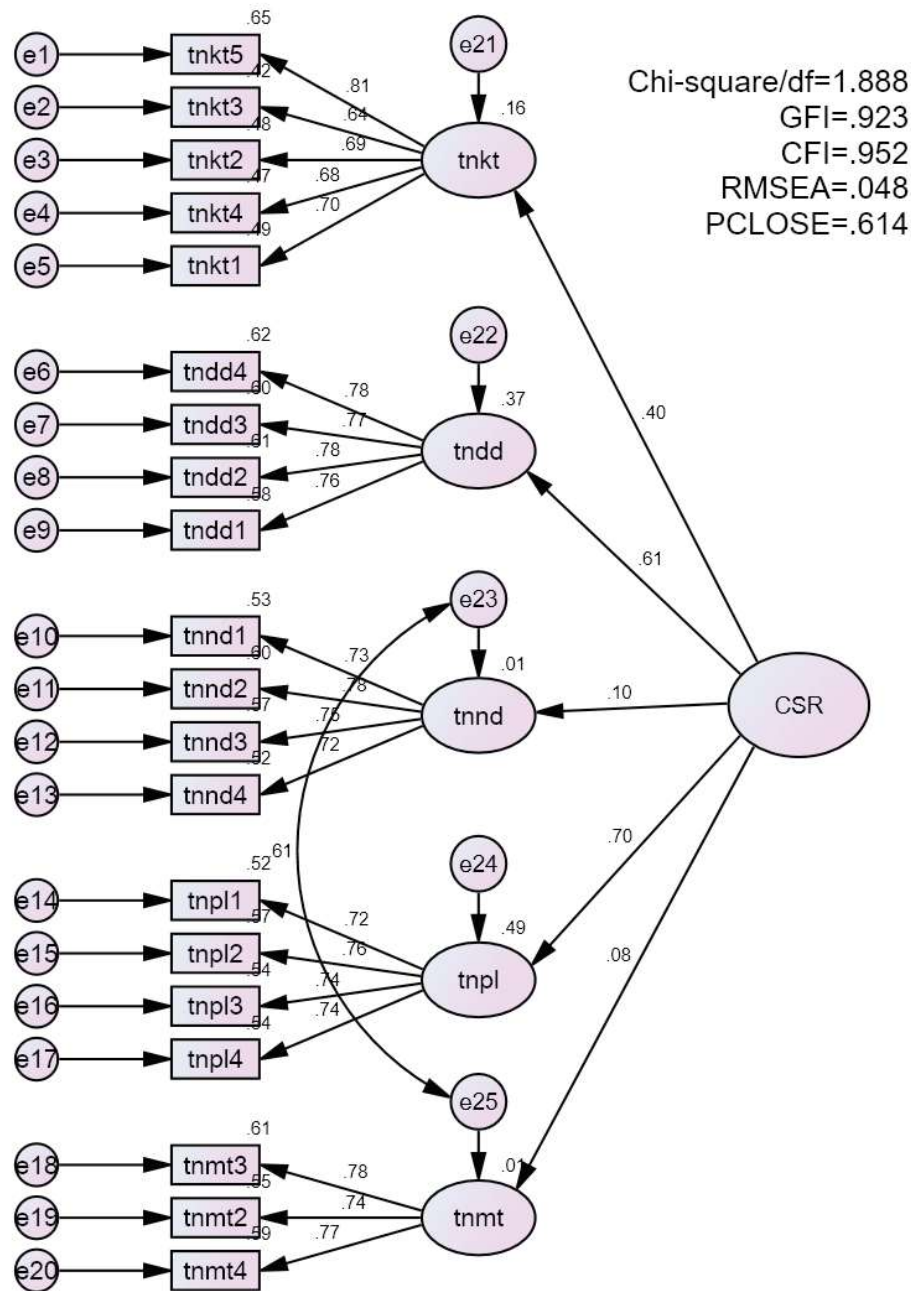 .65
e1 tnkt5 e21
.42 .81 Chi-square/df=1.888
e2 tnkt3 .64 .16 GFI=.923
.48 CFI=.952
e3 tnkt2 .69 tnkt RMSEA=.048
.47 .68 PCLOSE=.614
e4 tnkt4 .70
.49
e5 tnkt1
.62 e22
e6 tndd4
.60 .78 .37 .40
e7 tndd3 .77
.61 .78 tndd
e8 tndd2 .76
.58
e9 tndd1
.61
.53 e23
e10 tnnd1
.60 .73 .01
e11 tnnd2 .78 .10
.57 .75 tnnd CSR
e12 tnnd3 .72
.52
e13 tnnd4
.70
.52 .61 e24
e14 tnpl1
.57 .72 .49 .08
e15 tnpl2 .76
.54 .74 tnpl
e16 tnpl3 .74
.54
e17 tnpl4
e25
.61
e18 tnmt3 .01
.55 .78
e19 tnmt2 .74 tnmt
.59 .77
e20 tnmt4